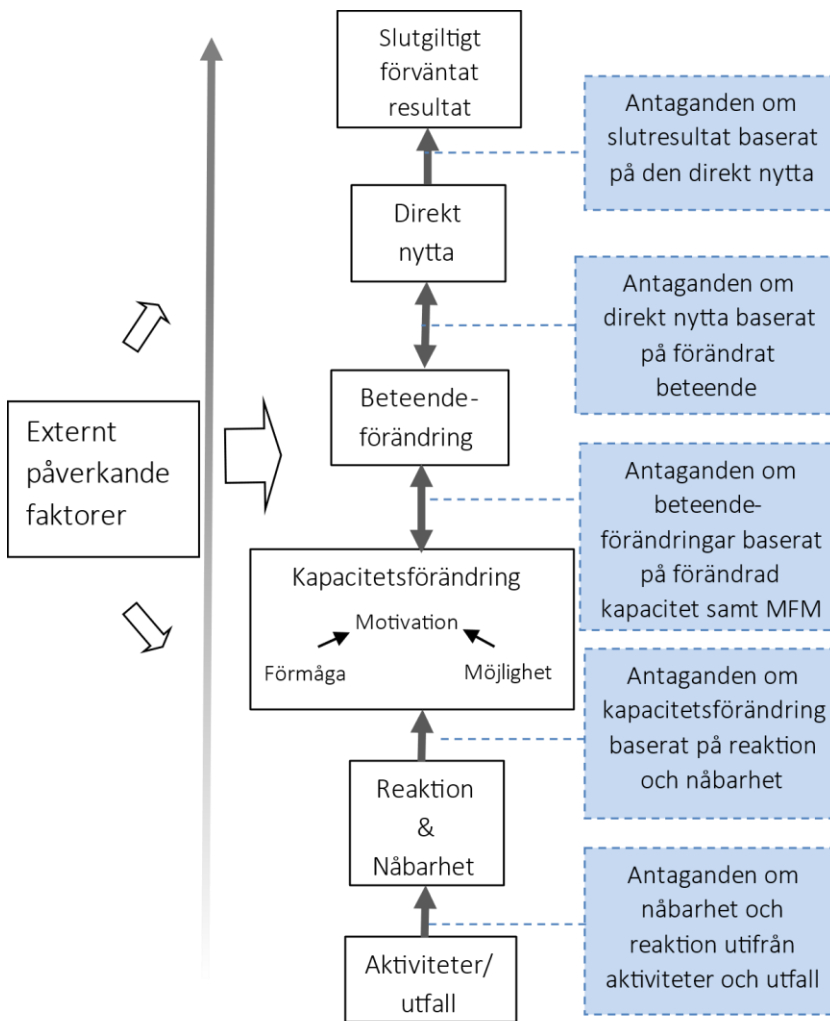 Slutgiltigt
förväntat
resultat
Antaganden om
slutresultat baserat
på den direkt nytta
Direkt
nytta
Antaganden om
direkt nytta baserat
på förändrat
beteende
Beteende-
förändring
Externt
påverkande
faktorer
Antaganden om
beteende-
förändringar baserat
på förändrad
kapacitet samt MFM
Kapacitetsförändring
Motivation
Förmåga
Möjlighet
Antaganden om
kapacitetsförändring
baserat på reaktion
och nåbarhet
Reaktion
&
Nåbarhet
Antaganden om
nåbarhet och
reaktion utifrån
aktiviteter och utfall
Aktiviteter/
utfall